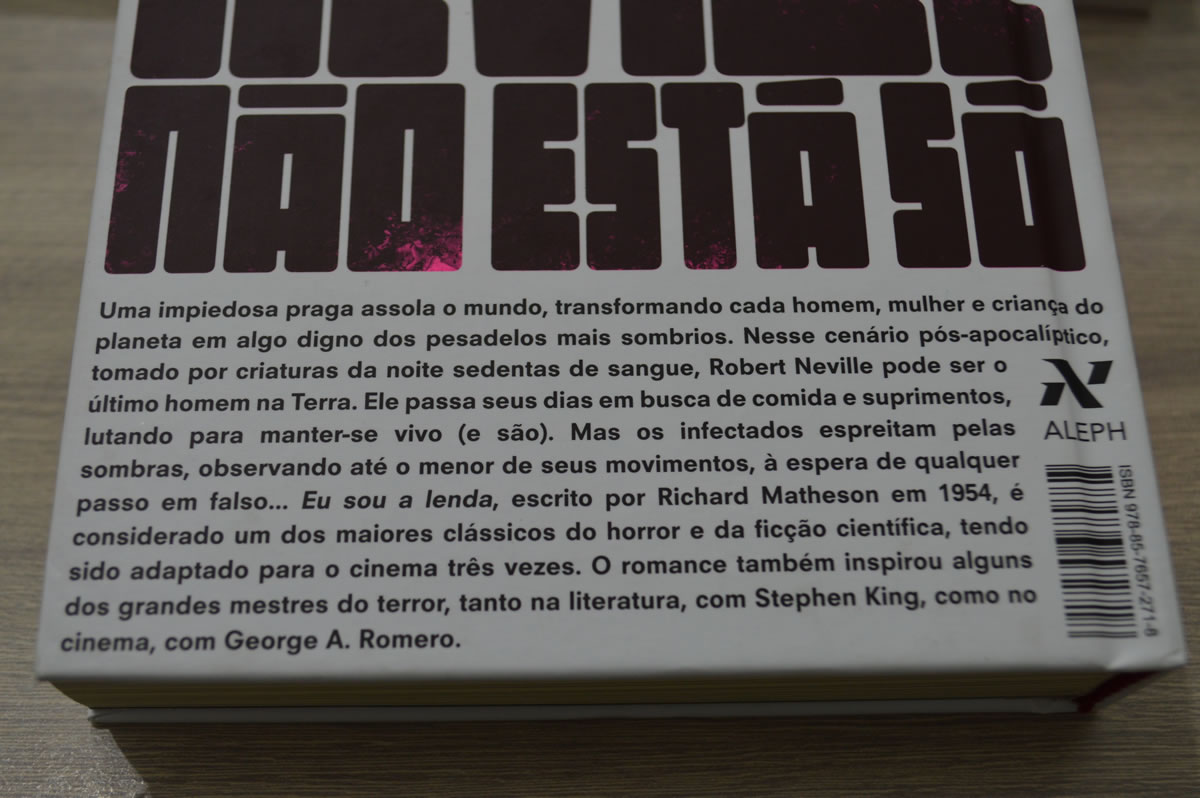 NÃO ESTÁ SÓ
Uma impiedosa praga assola o mundo, transformando cada homem, mulher e criança do
planeta em algo digno dos pesadelos mais sombrios. Nesse cenário pós-apocalíptico,
tomado por criaturas da noite sedentas de sangue, Robert Neville pode ser o
último homem na Terra. Ele passa seus dias em busca de comida e suprimentos,
lutando para manter-se vivo (e são). Mas os infectados espreitam pelas
sombras, observando até o menor de seus movimentos, à espera de qualquer
passo em falso... Eu sou a lenda, escrito por Richard Matheson em 1954, é
considerado um dos maiores clássicos do horror e da ficção científica, tendo
sido adaptado para o cinema três vezes. O romance também inspirou alguns
dos grandes mestres do terror, tanto na literatura, com Stephen King, como no
cinema, com George A. Romero.
ALEPH
ISBN 978-85-7657-271-8